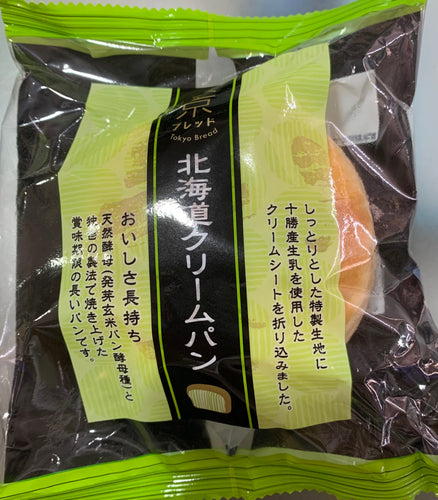 京
ブレッド
Tokyo Bread
北海道クリームパン
しっとりとした特製生地に
十勝産生乳を使用した
クリームシートを折り込みました。
おいしさ長持ち
天然酵母(発芽玄米パン酵母種)と
独自の製法で焼き上げた
賞味期限の長いパンです。